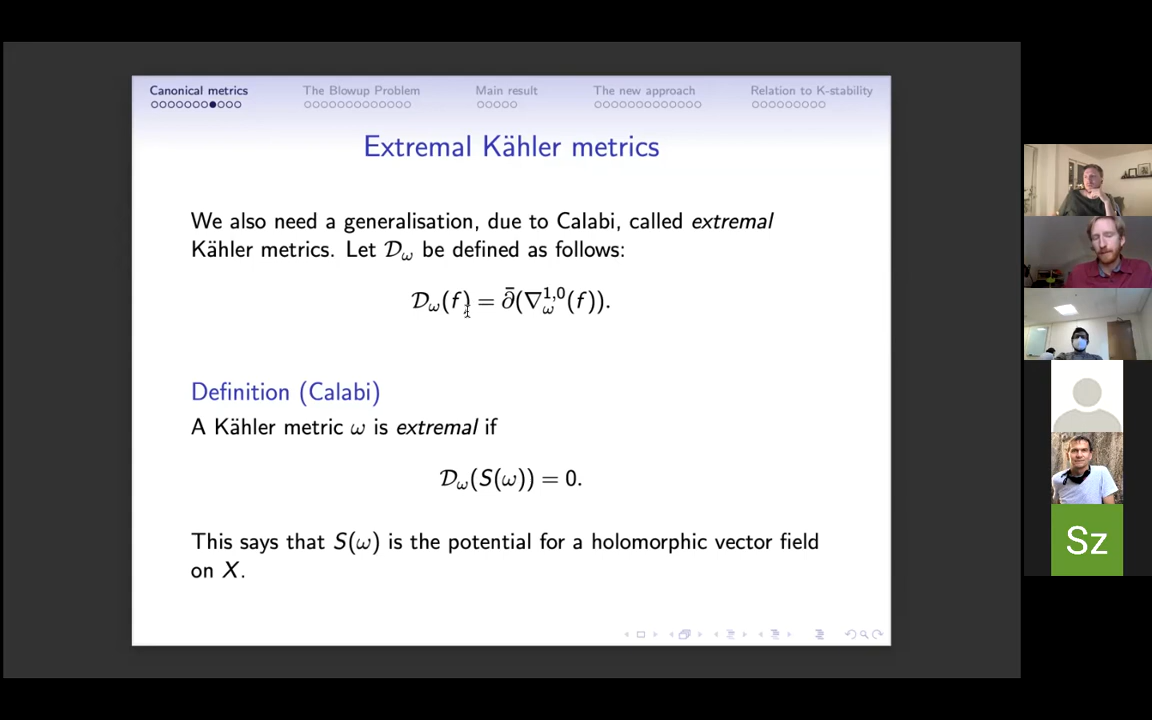 Canonical metrics The Blowup Problem Main result The new approach Relation to K-stability
Extremal Kähler metrics
We also need a generalisation, due to Calabi, called extremal
Kähler metrics. Let 𝒟_ω be defined as follows:
𝒟_ω(f) = ∂̄(∇_ω^{1,0}(f)).
Definition (Calabi)
A Kähler metric ω is extremal if
𝒟_ω(S(ω)) = 0.
This says that S(ω) is the potential for a holomorphic vector field
on X.
Sz